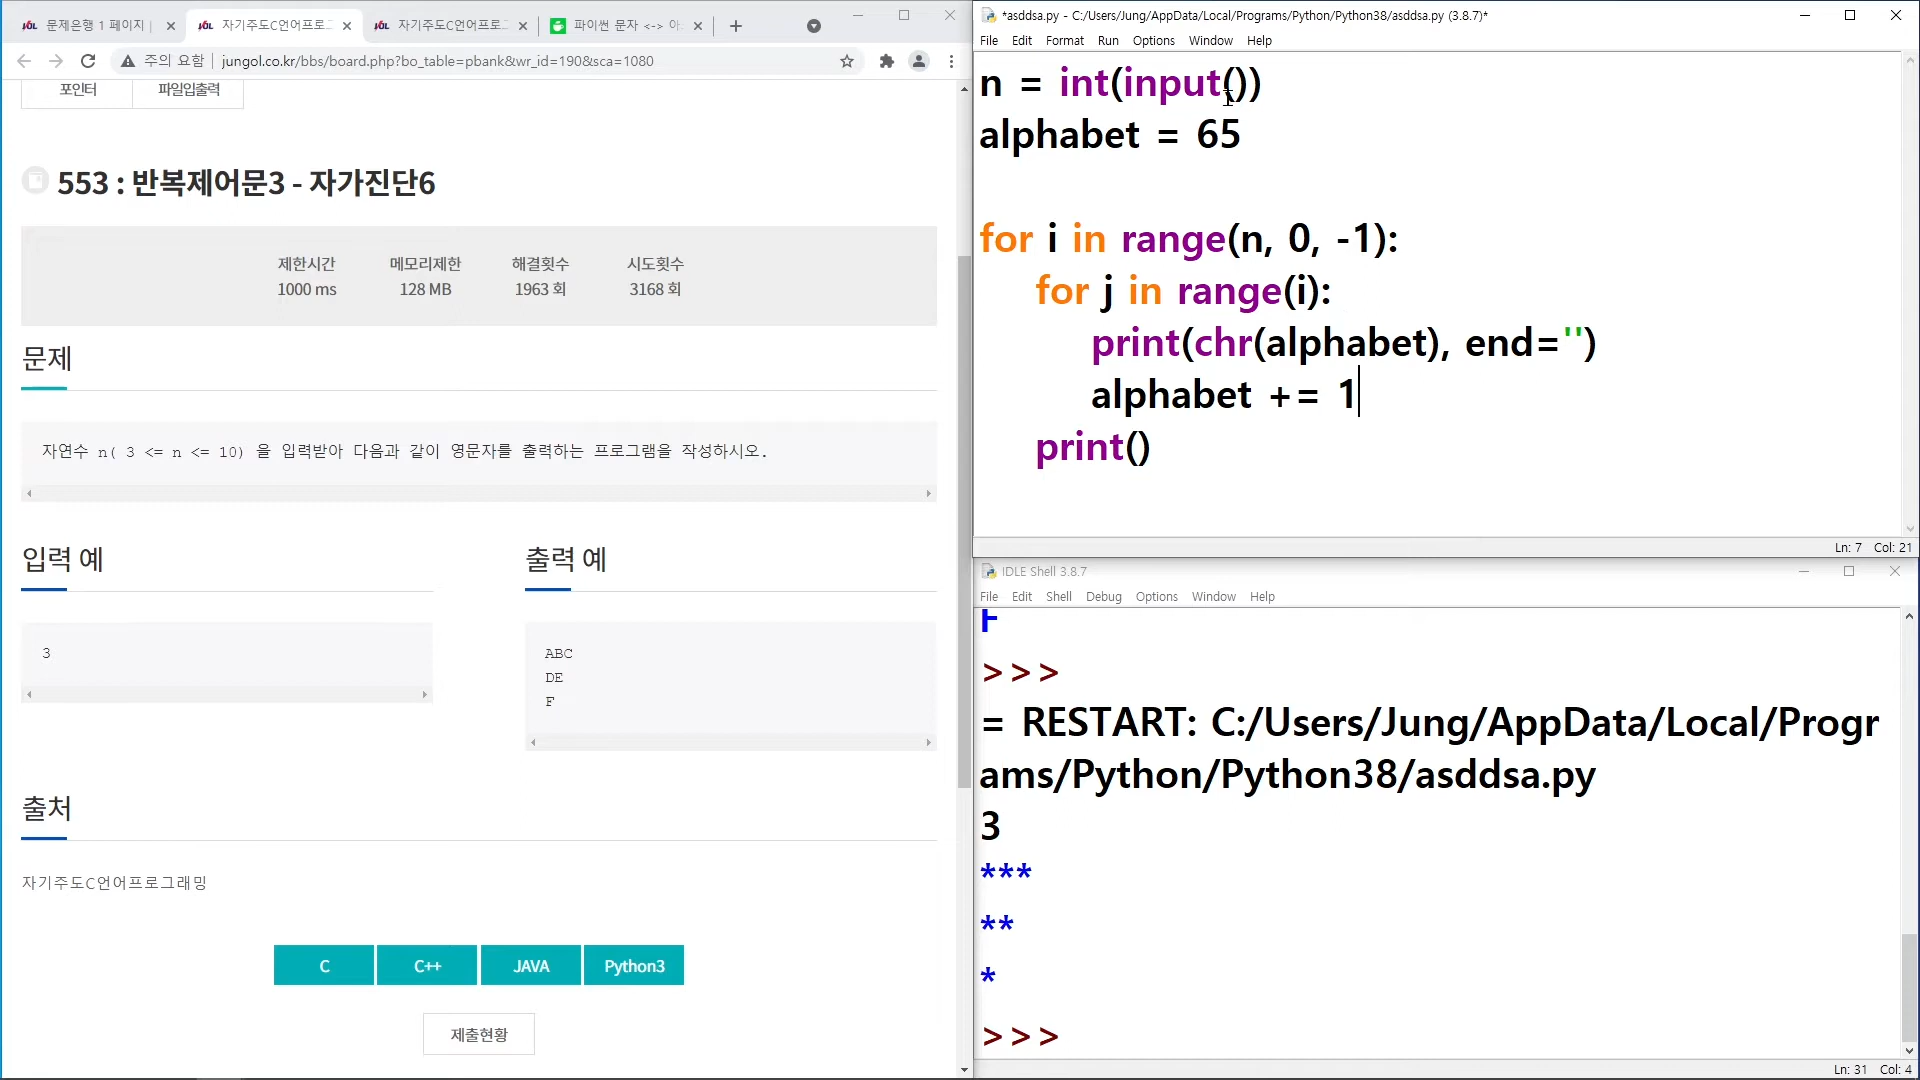 문제은행 1 페이지 |
자기주도C언어프로그
자기주도C언어프로그
파이썬 문자 <-> 아
주의 요함
jungol.co.kr/bbs/board.php?bo_table=pbank&wr_id=190&sca=1080
포인터
파일입출력
553 : 반복제어문3 - 자가진단6
제한시간 메모리제한 해결횟수 시도횟수
1000 ms 128 MB 1963 회 3168 회
문제
자연수 n( 3 <= n <= 10) 을 입력받아 다음과 같이 영문자를 출력하는 프로그램을 작성하시오.
입력 예
3
출력 예
ABC
DE
F
출처
자기주도C언어프로그래밍
C C++ JAVA Python3
제출현황
*asddsa.py - C:/Users/Jung/AppData/Local/Programs/Python/Python38/asddsa.py (3.8.7)*
File Edit Format Run Options Window Help
n = int(input())
alphabet = 65
for i in range(n, 0, -1):
for j in range(i):
print(chr(alphabet), end='')
alphabet += 1
print()
Ln: 7 Col: 21
IDLE Shell 3.8.7
File Edit Shell Debug Options Window Help
F
>>>
= RESTART: C:/Users/Jung/AppData/Local/Progr
ams/Python/Python38/asddsa.py
3
***
**
*
>>>
Ln: 31 Col: 4